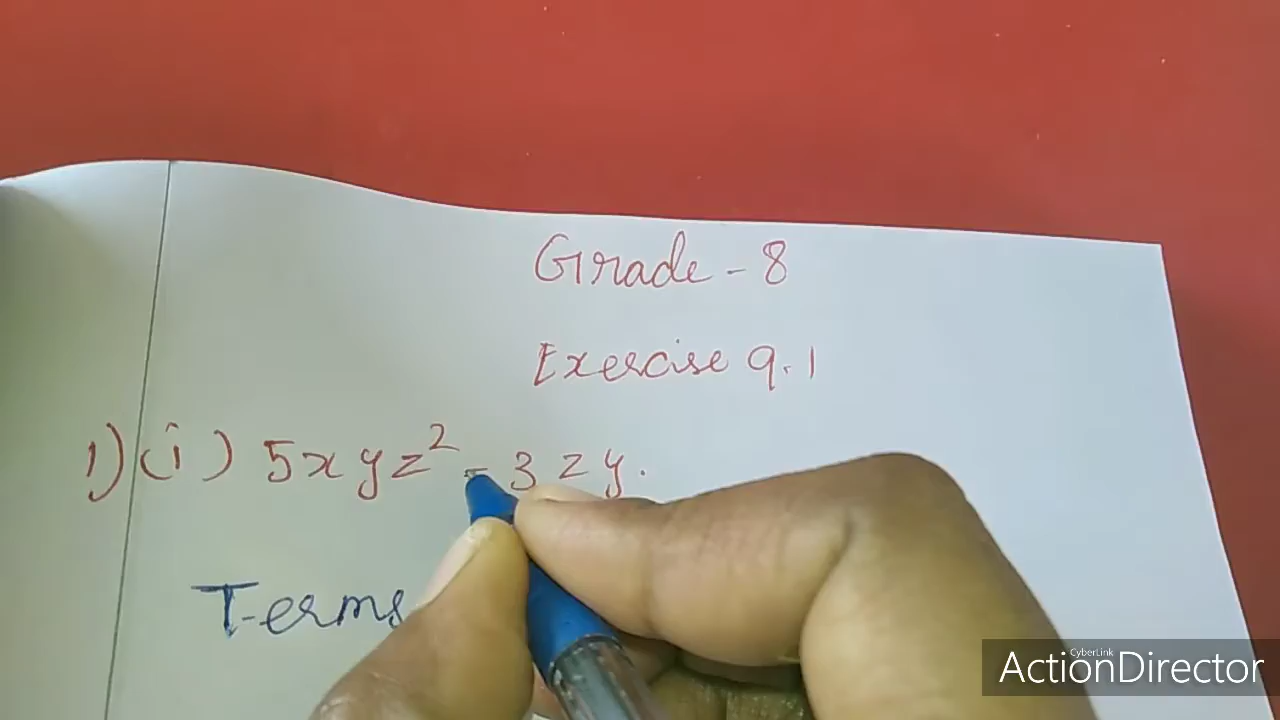 Grade - 8
Exercise 9.1
1) (i) 5xyz² - 3zy.
Terms
CyberLink
ActionDirector